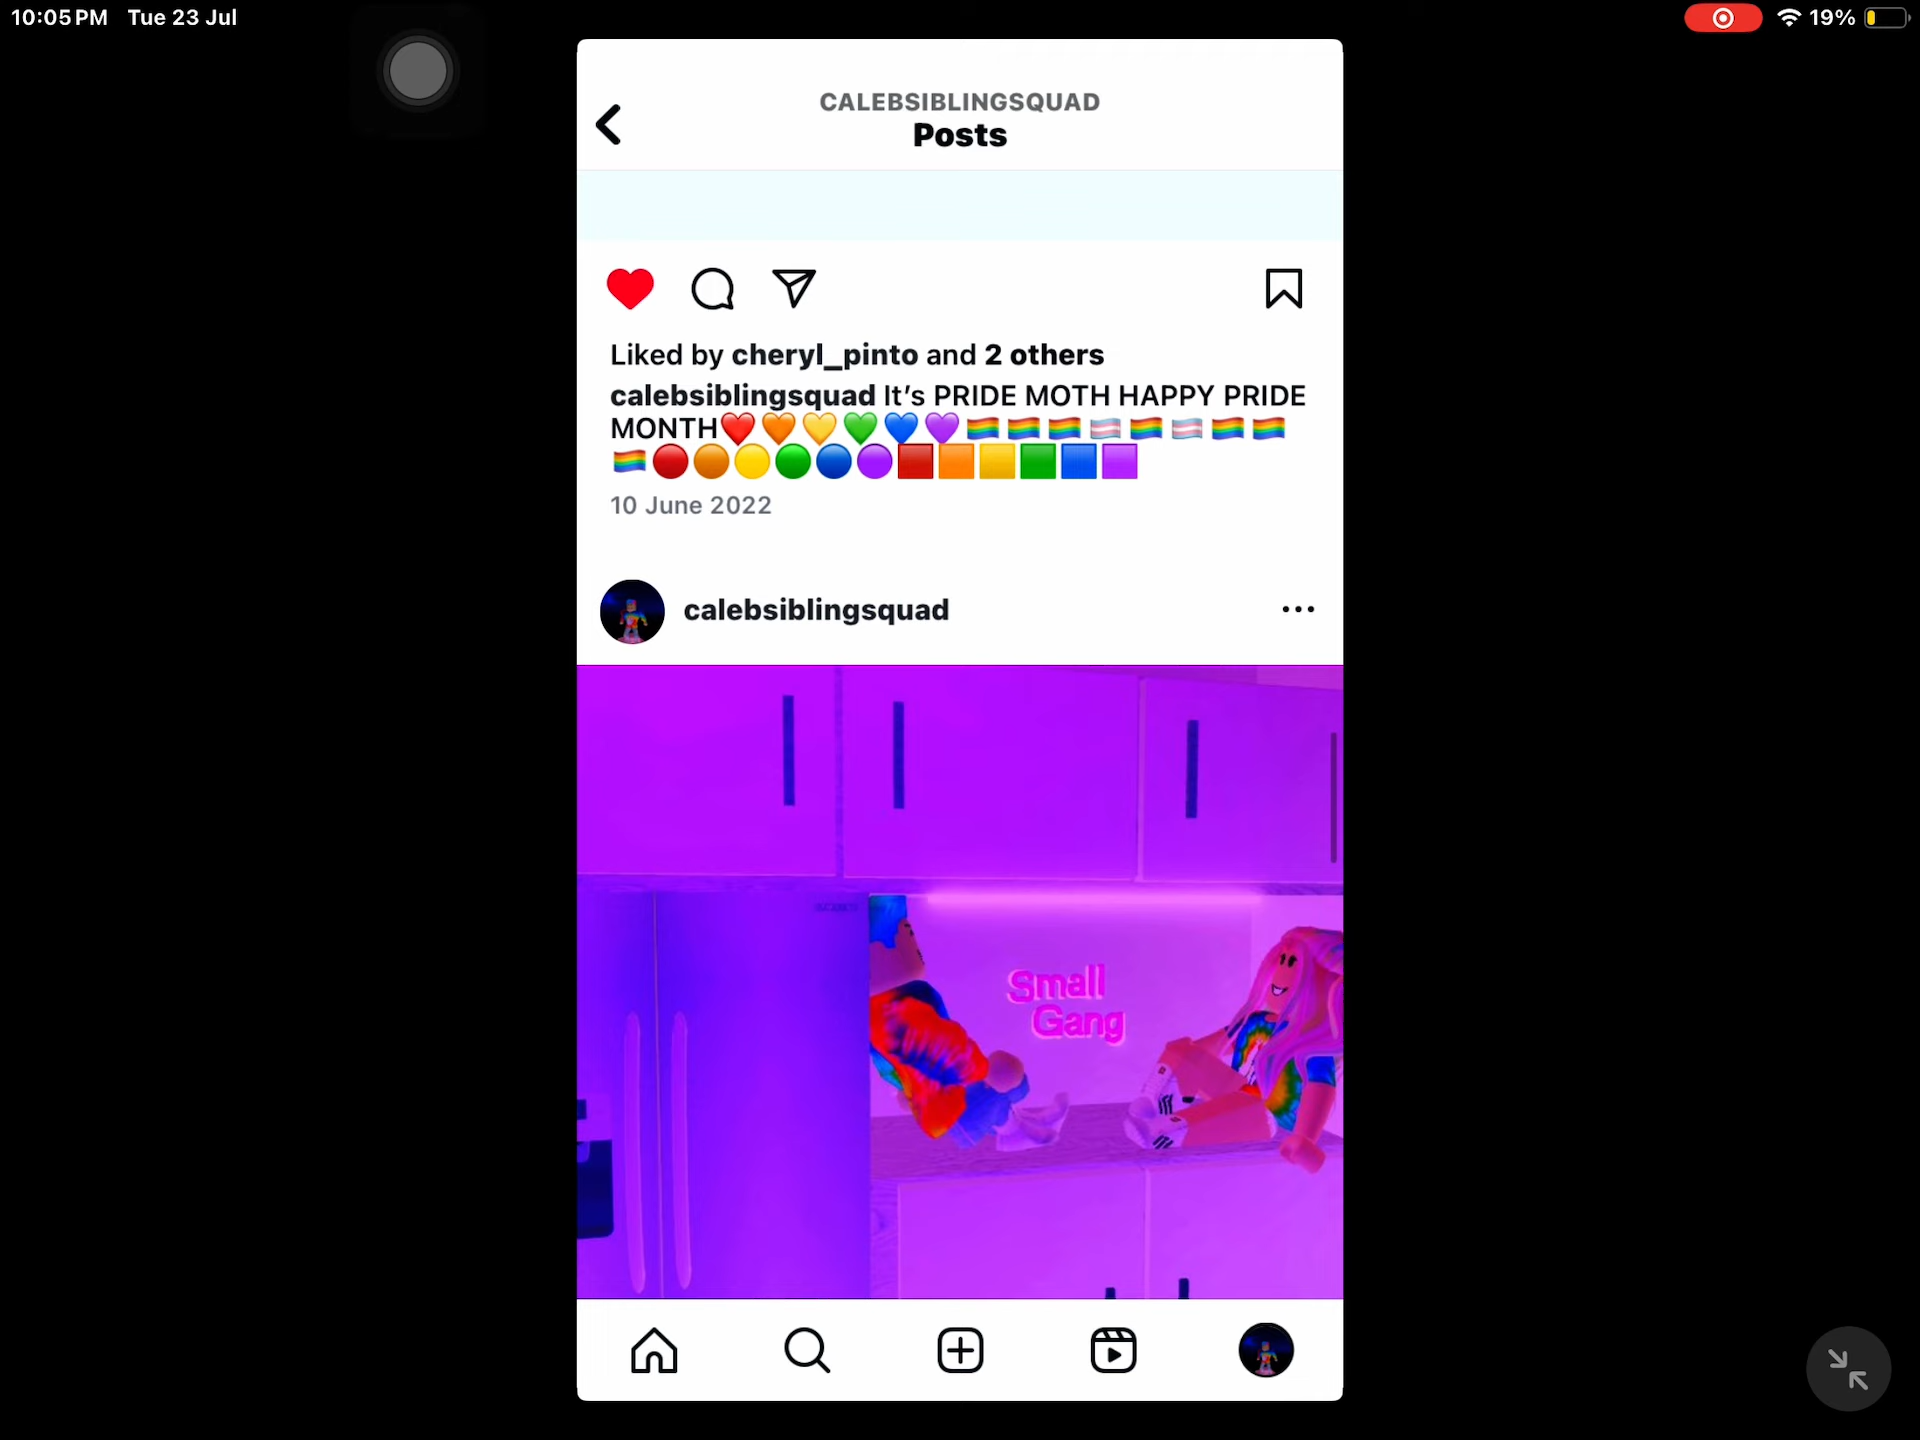 10:05 PM Tue 23 Jul
19%
CALEBSIBLINGSQUAD
Posts
Liked by cheryl_pinto and 2 others
calebsiblingsquad It’s PRIDE MOTH HAPPY PRIDE
MONTH❤️🧡💛💚💙💜🏳️‍🌈🏳️‍🌈🏳️‍🌈🏳️‍⚧️🏳️‍🌈🏳️‍⚧️🏳️‍🌈🏳️‍🌈
🏳️‍🌈🔴🟠🟡🟢🔵🟣🟥🟧🟨🟩🟦🟪
10 June 2022
calebsiblingsquad
Small
Gang